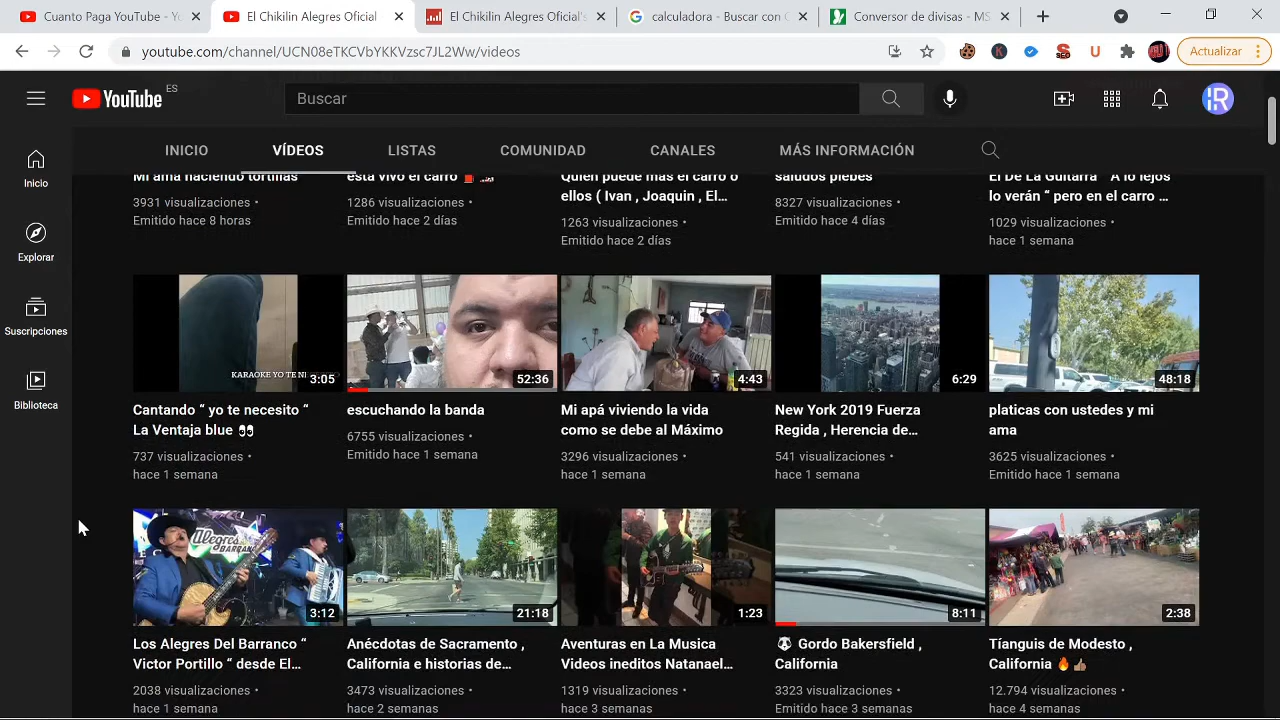 Cuanto Paga YouTube - Yo
El Chikilin Alegres Oficial
El Chikilin Alegres Oficial's
calculadora - Buscar con G
Conversor de divisas - MS
youtube.com/channel/UCN08eTKCVbYKKVzsc7JL2Ww/videos
Actualizar
YouTube ES
Buscar
INICIO VÍDEOS LISTAS COMUNIDAD CANALES MÁS INFORMACIÓN
Inicio
Explorar
Suscripciones
Biblioteca
Mi ama haciendo tortillas
3931 visualizaciones •
Emitido hace 8 horas
esta vivo el carro
1286 visualizaciones •
Emitido hace 2 días
Quien puede mas el carro o
ellos ( Ivan , Joaquin , El...
1263 visualizaciones •
Emitido hace 2 días
saludos plebes
8327 visualizaciones •
Emitido hace 4 días
El De La Guitarra “ A lo lejos
lo verán “ pero en el carro ...
1029 visualizaciones •
hace 1 semana
KARAOKE YO TE NE
3:05
Cantando “ yo te necesito “
La Ventaja blue 👀
737 visualizaciones •
hace 1 semana
52:36
escuchando la banda
6755 visualizaciones •
Emitido hace 1 semana
4:43
Mi apá viviendo la vida
como se debe al Máximo
3296 visualizaciones •
hace 1 semana
6:29
New York 2019 Fuerza
Regida , Herencia de...
541 visualizaciones •
hace 1 semana
48:18
platicas con ustedes y mi
ama
3625 visualizaciones •
Emitido hace 1 semana
Alegres
BARRANCO
3:12
Los Alegres Del Barranco “
Victor Portillo “ desde El...
2038 visualizaciones •
hace 1 semana
21:18
Anécdotas de Sacramento ,
California e historias de...
3473 visualizaciones •
hace 2 semanas
1:23
Aventuras en La Musica
Videos ineditos Natanael...
1319 visualizaciones •
hace 3 semanas
8:11
🐼 Gordo Bakersfield ,
California
3323 visualizaciones •
Emitido hace 3 semanas
2:38
Tíanguis de Modesto ,
California 🔥👍🏽
12.794 visualizaciones •
hace 4 semanas